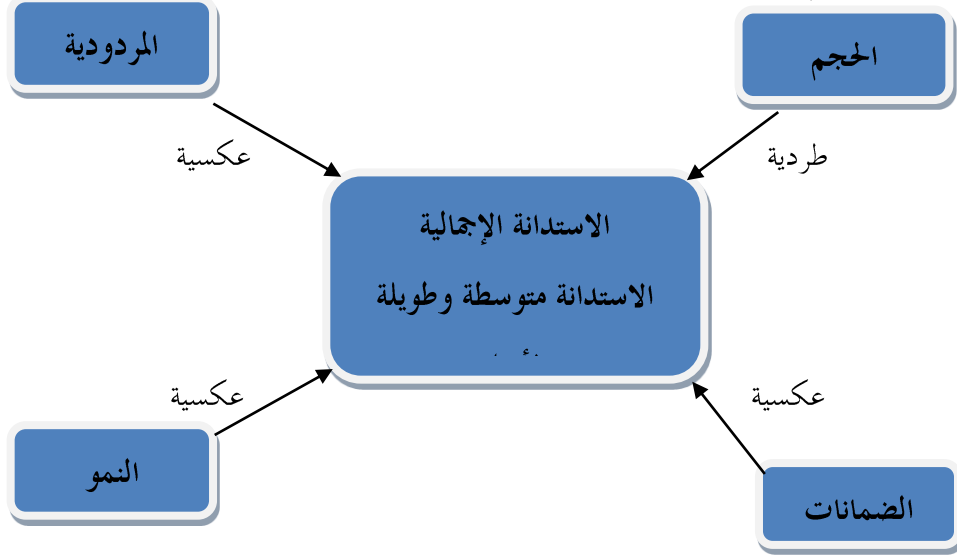 الحجم
المردودية
طردية
عكسية
الاستدانة الإجمالية
الاستدانة متوسطة وطويلة
عكسية
عكسية
الضمانات
النمو